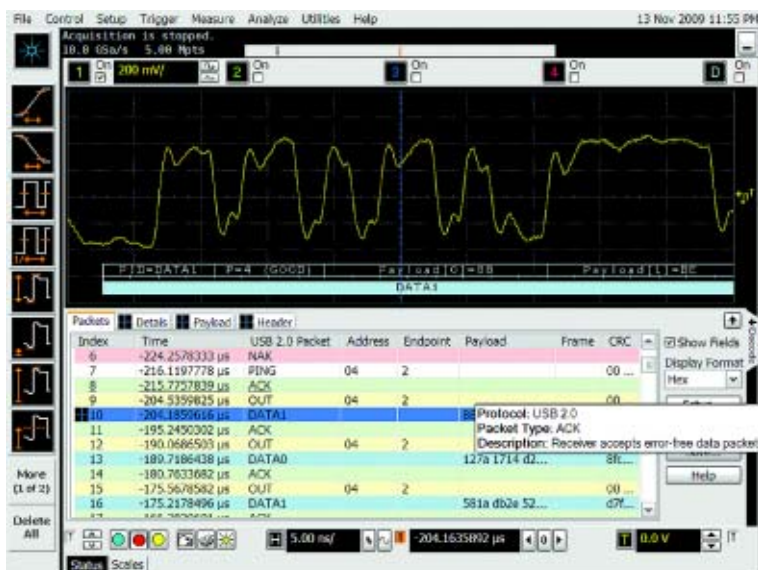 File Control Setup Trigger Measure Analyze Utilities Help 13 Nov 2009 11:55 PM
Acquisition is stopped.
10.0 GSa/s 5.00 Mpts
1 On 200 mV/ 2 On 3 On 4 On D On
PID=DATA1 P=4 (GOOD) Payload[0]=BB Payload[1]=BE
DATA1
Packets Details Payload Header
Index Time USB 2.0 Packet Address Endpoint Payload Frame CRC
Show Fields
6 -224.2578333 µs NAK
Display Format
7 -216.1197778 µs PING 04 2 00 ...
Hex
8 -215.7757839 µs ACK
9 -204.5359825 µs OUT 04 2 00
10 -204.1859616 µs DATA1
Protocol: USB 2.0
11 -195.2450302 µs ACK
Packet Type: ACK
12 -190.0686503 µs OUT 04 2
Description: Receiver accepts error-free data packet
13 -189.7186438 µs DATA0 127a 1714 d2... 8fc...
14 -180.7633682 µs ACK
Help
15 -175.5678582 µs OUT 04 2 00 ...
16 -175.2178496 µs DATA1 581a db2e 52... d7f...
More
(1 of 2)
Delete
All
H 5.00 ns/ -204.1635892 µs 0 T 0.0 V
Status Scales